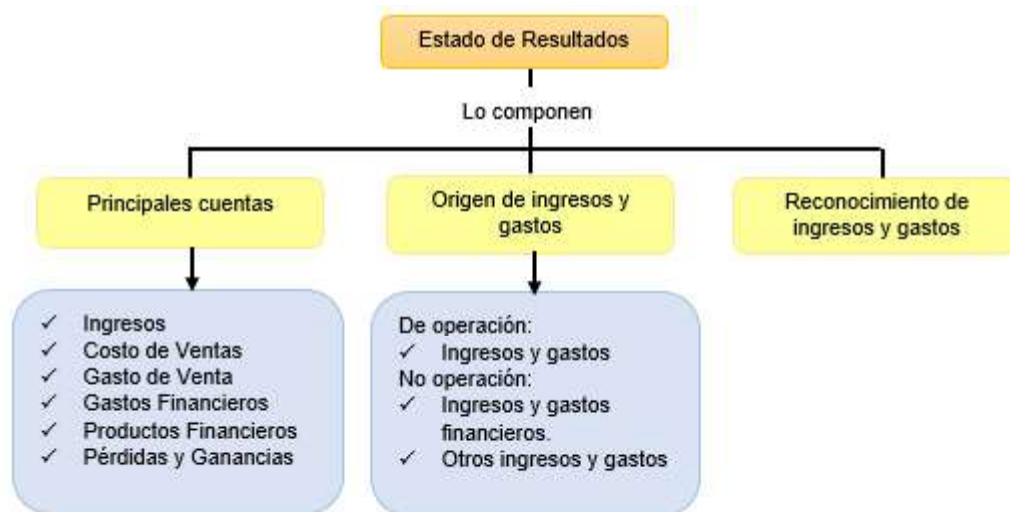 Estado de Resultados
Lo componen
Principales cuentas
Origen de ingresos y
gastos
Reconocimiento de
ingresos y gastos
✓ Ingresos
✓ Costo de Ventas
✓ Gasto de Venta
✓ Gastos Financieros
✓ Productos Financieros
✓ Pérdidas y Ganancias
De operación:
✓ Ingresos y gastos
No operación:
✓ Ingresos y gastos
financieros.
✓ Otros ingresos y gastos